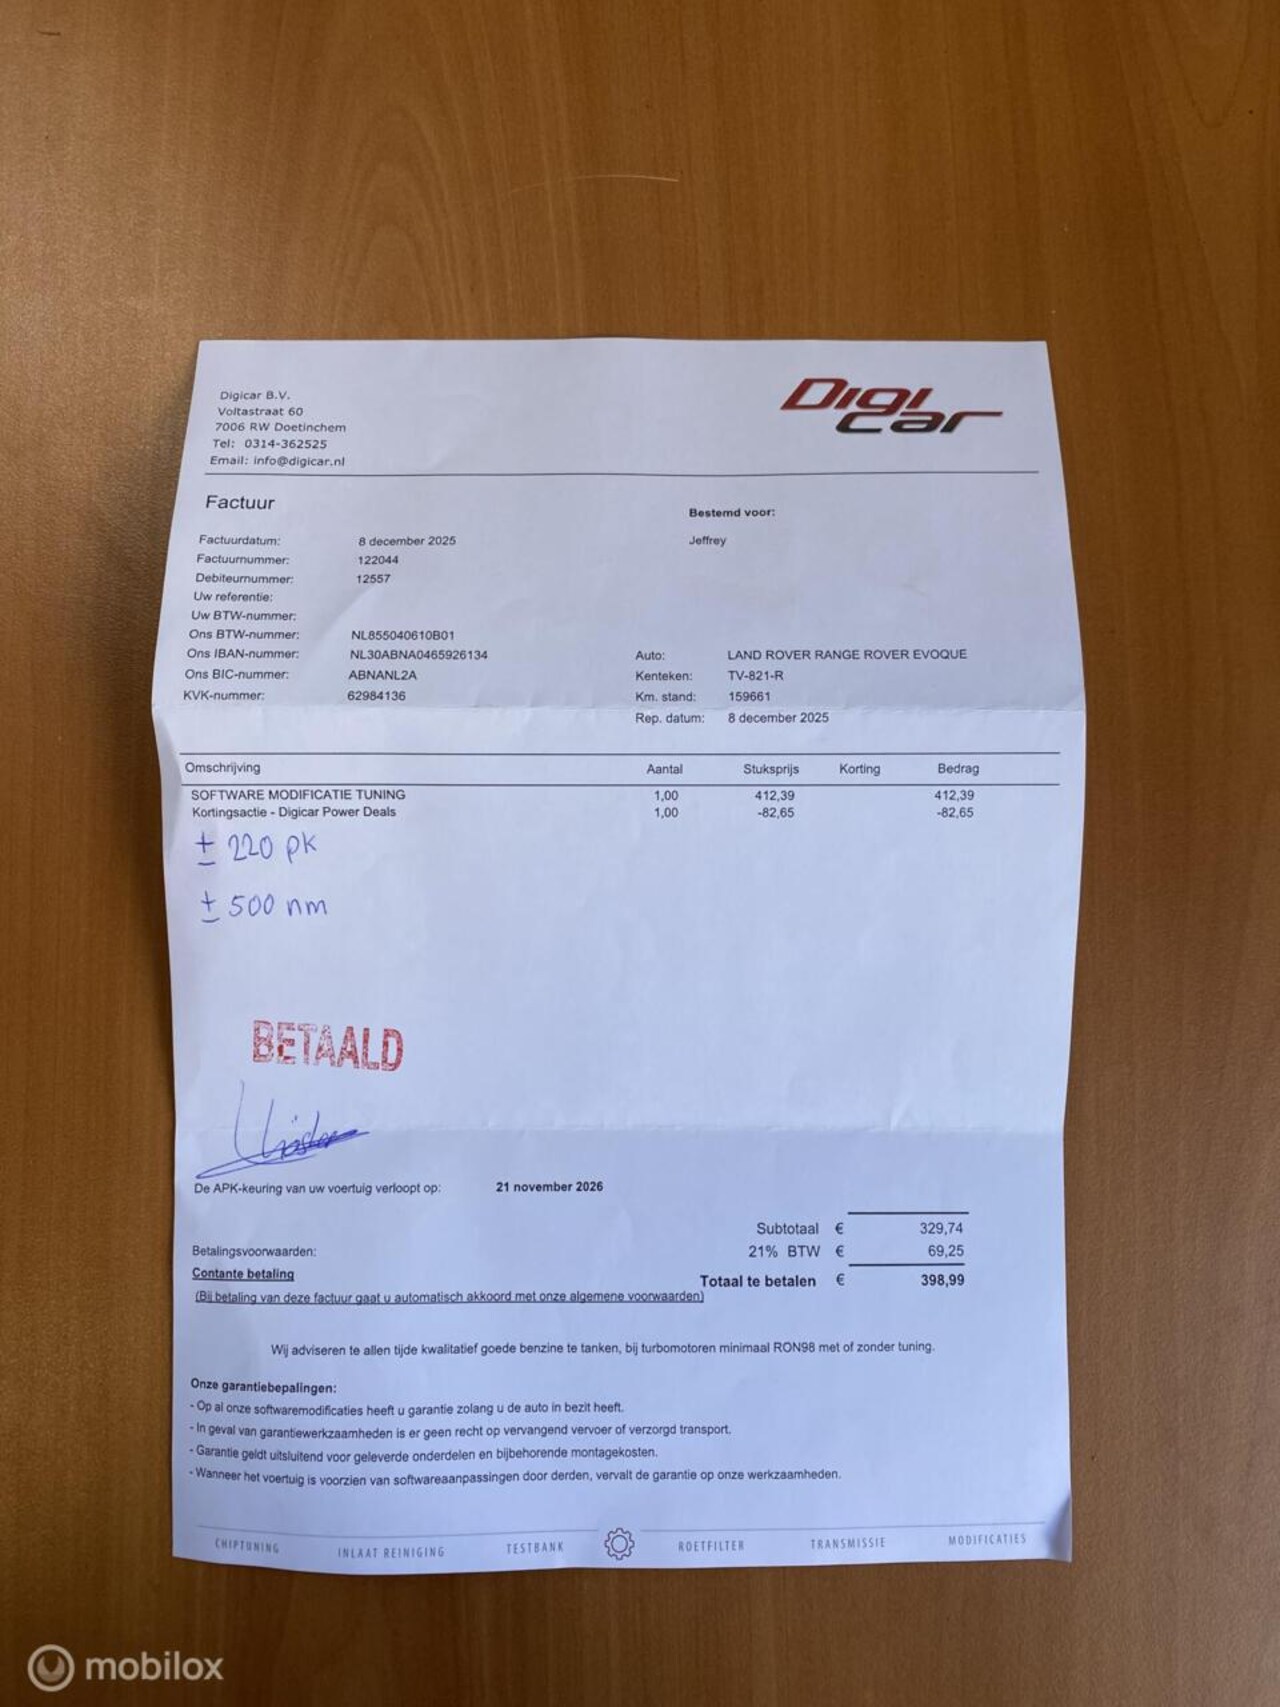 Digicar B.V.
Voltastraat 60
7006 RW Doetinchem
Tel: 0314-362525
Email: info@digicar.nl
Digi
car
Factuur
Bestemd voor:
Factuurdatum: 8 december 2025 Jeffrey
Factuurnummer: 122044
Debiteurnummer: 12557
Uw referentie:
Uw BTW-nummer:
Ons BTW-nummer: NL855040610B01
Ons IBAN-nummer: NL30ABNA0465926134 Auto: LAND ROVER RANGE ROVER EVOQUE
Ons BIC-nummer: ABNANL2A Kenteken: TV-821-R
KVK-nummer: 62984136 Km. stand: 159661
Rep. datum: 8 december 2025
Omschrijving Aantal Stuksprijs Korting Bedrag
SOFTWARE MODIFICATIE TUNING 1,00 412,39 412,39
Kortingsactie - Digicar Power Deals 1,00 -82,65 -82,65
± 220 pk
± 500 nm
BETAALD
De APK-keuring van uw voertuig verloopt op: 21 november 2026
Subtotaal € 329,74
Betalingsvoorwaarden: 21% BTW € 69,25
Contante betaling Totaal te betalen € 398,99
(Bij betaling van deze factuur gaat u automatisch akkoord met onze algemene voorwaarden)
Wij adviseren te allen tijde kwalitatief goede benzine te tanken, bij turbomotoren minimaal RON98 met of zonder tuning.
Onze garantiebepalingen:
- Op al onze softwaremodificaties heeft u garantie zolang u de auto in bezit heeft.
- In geval van garantiewerkzaamheden is er geen recht op vervangend vervoer of verzorgd transport.
- Garantie geldt uitsluitend voor geleverde onderdelen en bijbehorende montagekosten.
- Wanneer het voertuig is voorzien van softwareaanpassingen door derden, vervalt de garantie op onze werkzaamheden.
CHIPTUNING INLAAT REINIGING TESTBANK ROETFILTER TRANSMISSIE MODIFICATIES
mobilox